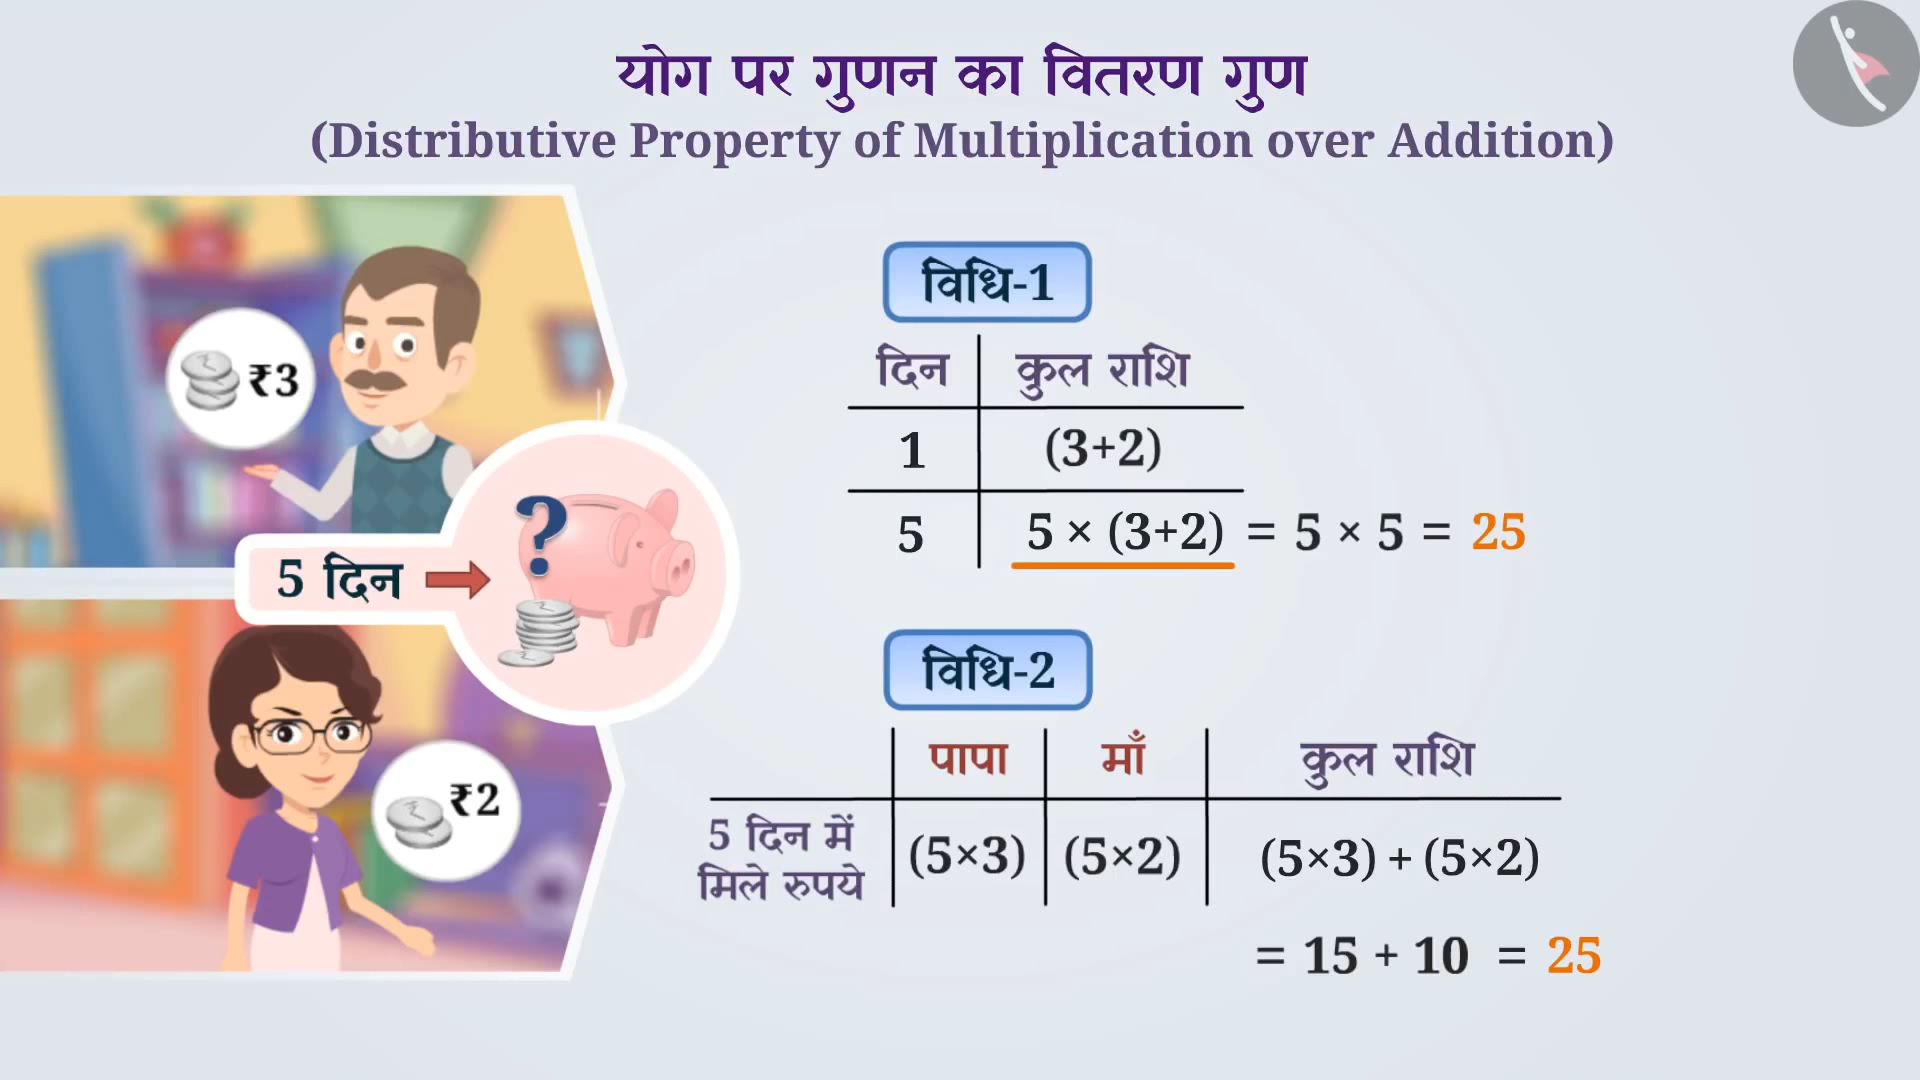 योग पर गुणन का वितरण गुण
(Distributive Property of Multiplication over Addition)
₹3
5 दिन
?
₹2
विधि-1
दिन कुल राशि
1 (3+2)
5 5 × (3+2) = 5 × 5 = 25
विधि-2
पापा माँ कुल राशि
5 दिन में
मिले रुपये (5×3) (5×2) (5×3) + (5×2)
= 15 + 10 = 25